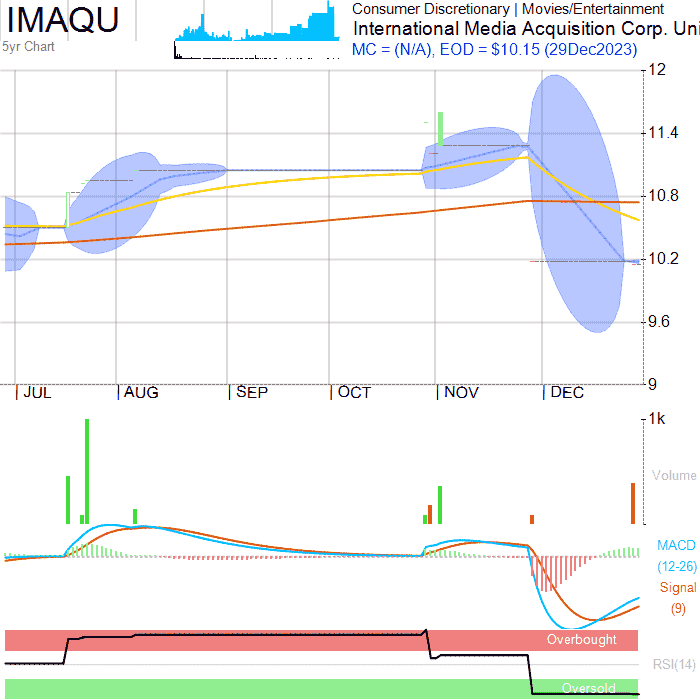 IMAQU
5yr Chart
Consumer Discretionary | Movies/Entertainment
International Media Acquisition Corp. Uni
MC = (N/A), EOD = $10.15 (29Dec2023)
12
11.4
10.8
10.2
9.6
9
JUL AUG SEP OCT NOV DEC
1k
Volume
MACD
(12-26)
Signal
(9)
Overbought
RSI(14)
Oversold